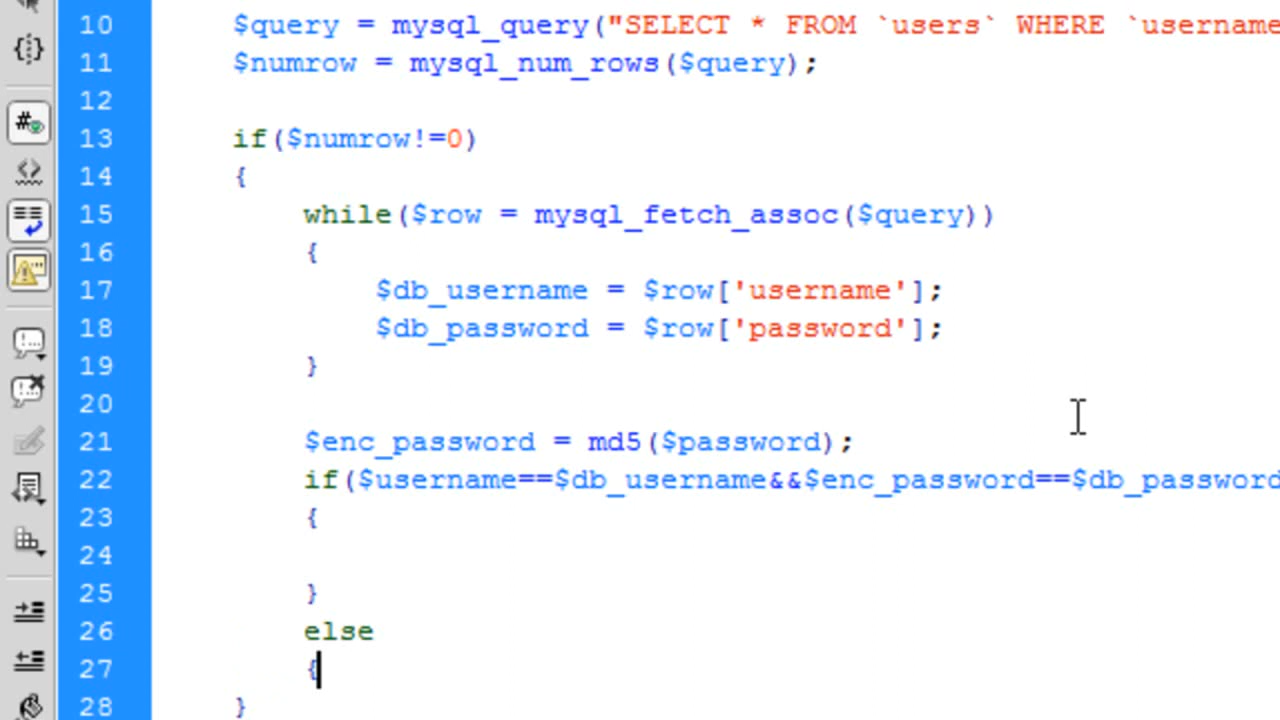 10 $query = mysql_query("SELECT * FROM `users` WHERE `username
11 $numrow = mysql_num_rows($query);
12
13 if($numrow!=0)
14 {
15 while($row = mysql_fetch_assoc($query))
16 {
17 $db_username = $row['username'];
18 $db_password = $row['password'];
19 }
20
21 $enc_password = md5($password);
22 if($username==$db_username&&$enc_password==$db_password
23 {
24
25 }
26 else
27 {
28 }